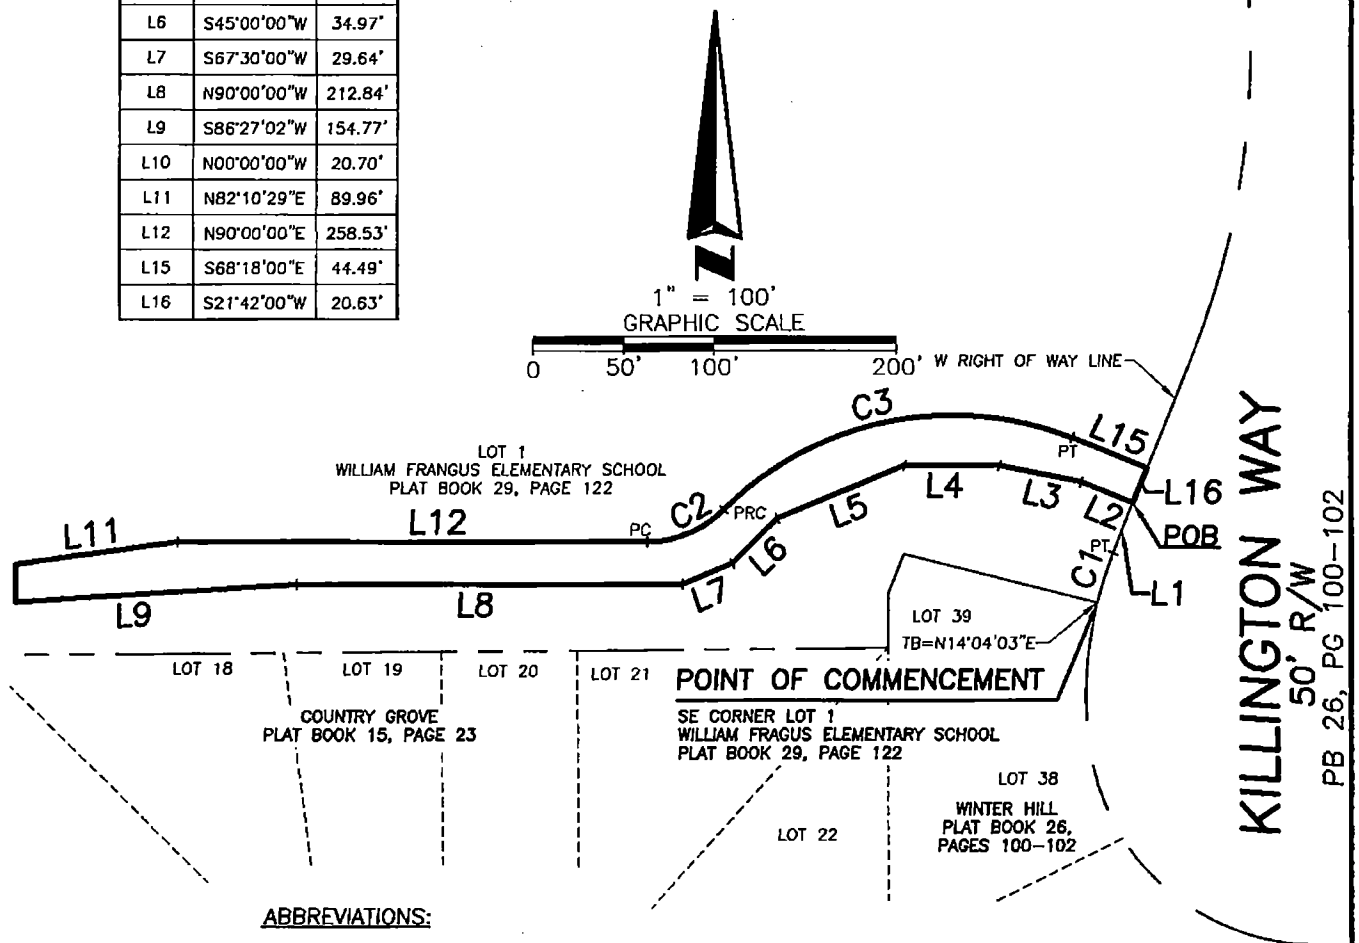 L6 S45°00'00"W 34.97'
L7 S67°30'00"W 29.64'
L8 N90°00'00"W 212.84'
L9 S86°27'02"W 154.77'
L10 N00°00'00"W 20.70'
L11 N82°10'29"E 89.96'
L12 N90°00'00"E 258.53'
L15 S68°18'00"E 44.49'
L16 S21°42'00"W 20.63'
N
1" = 100'
GRAPHIC SCALE
0 50' 100' 200'
W RIGHT OF WAY LINE
C3
L15
PT
LOT 1
WILLIAM FRANGUS ELEMENTARY SCHOOL
PLAT BOOK 29, PAGE 122
L16
L4
L3
L5
L2
POB
C2
PRC
PC
L12
L11
L6
PT
C1
L1
L7
L8
L9
LOT 39
TB=N14°04'03"E
LOT 18
LOT 19
LOT 20
LOT 21
POINT OF COMMENCEMENT
SE CORNER LOT 1
WILLIAM FRAGUS ELEMENTARY SCHOOL
PLAT BOOK 29, PAGE 122
COUNTRY GROVE
PLAT BOOK 15, PAGE 23
LOT 38
WINTER HILL
PLAT BOOK 26,
PAGES 100-102
LOT 22
KILLINGTON WAY
50' R/W
PB 26, PG 100-102
ABBREVIATIONS: